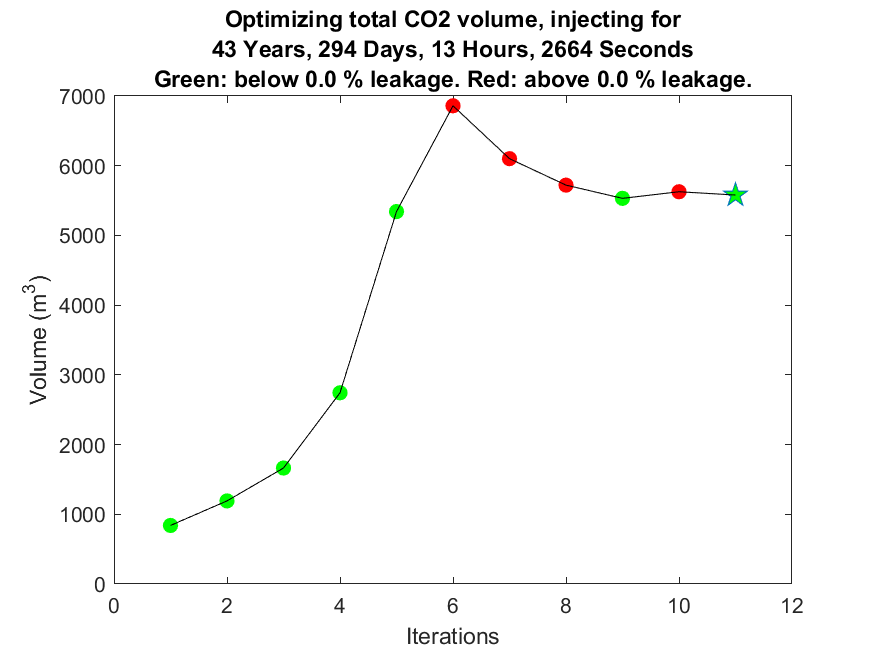 Optimizing total CO2 volume, injecting for
43 Years, 294 Days, 13 Hours, 2664 Seconds
Green: below 0.0 % leakage. Red: above 0.0 % leakage.
7000
6000
5000
4000
3000
2000
1000
0
Volume (m³)
0 2 4 6 8 10 12
Iterations